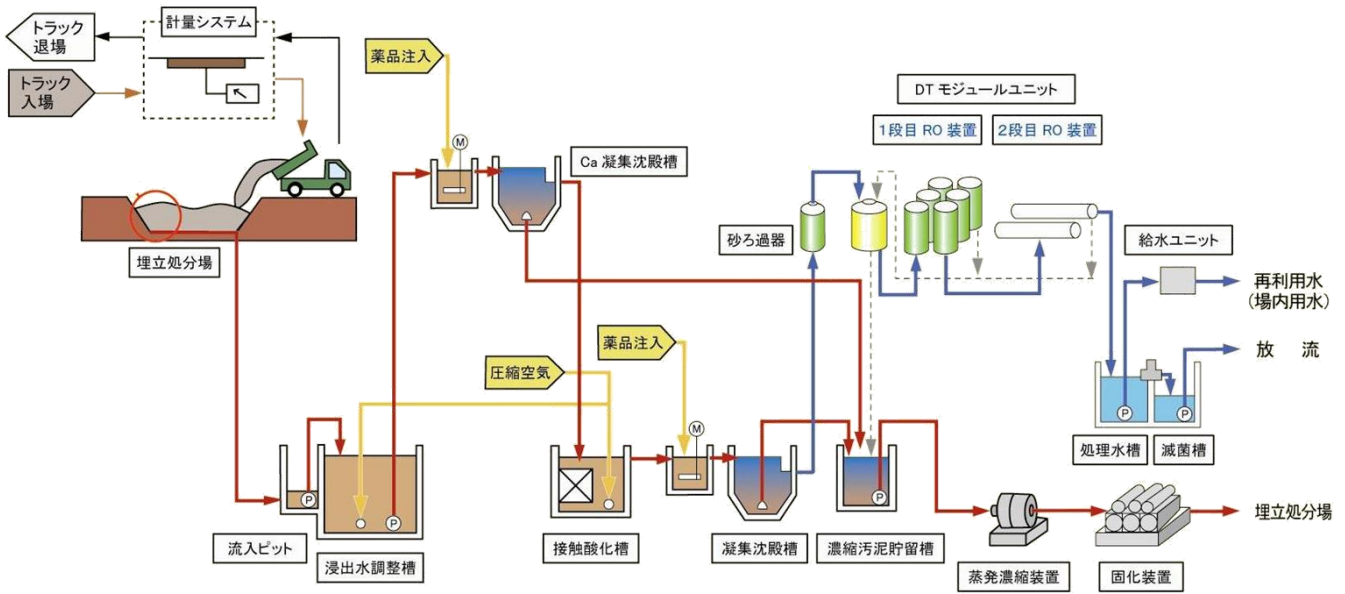 トラック
退場
計量システム
トラック
入場
薬品注入
M
Ca 凝集沈殿槽
DT モジュールユニット
1段目 RO 装置
2段目 RO 装置
砂ろ過器
給水ユニット
埋立処分場
再利用水
(場内用水)
放 流
薬品注入
圧縮空気
M
P
P
P
P
P
処理水槽
滅菌槽
流入ピット
浸出水調整槽
接触酸化槽
凝集沈殿槽
濃縮汚泥貯留槽
蒸発濃縮装置
固化装置
埋立処分場